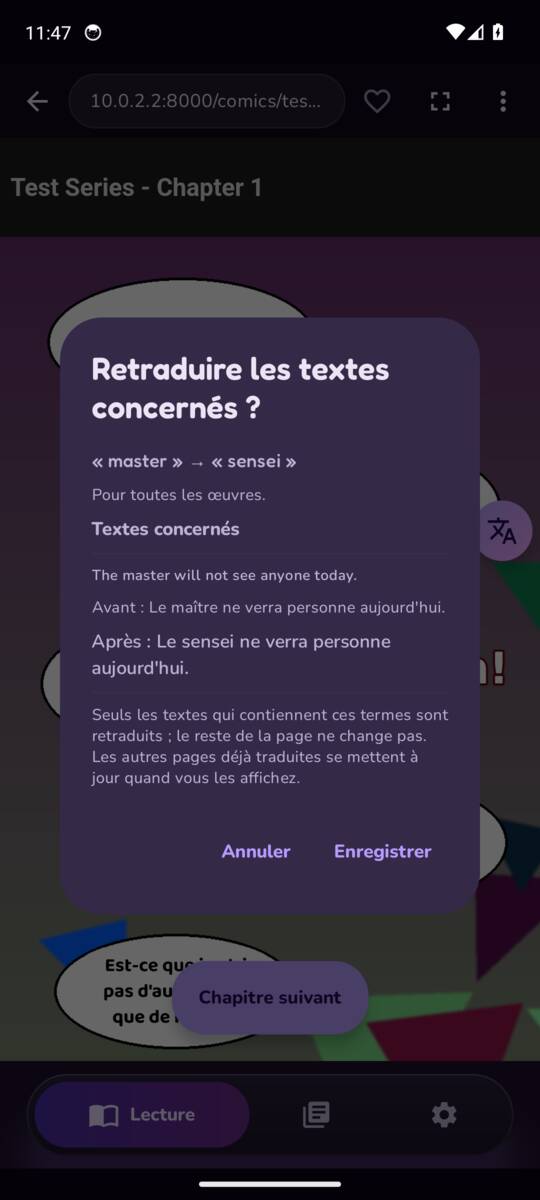 11:47
10.0.2.2:8000/comics/tes...
Test Series - Chapter 1
Retraduire les textes
concernés ?
« master » → « sensei »
Pour toutes les œuvres.
Textes concernés
The master will not see anyone today.
Avant : Le maître ne verra personne aujourd'hui.
Après : Le sensei ne verra personne
aujourd'hui.
Seuls les textes qui contiennent ces termes sont
retraduits ; le reste de la page ne change pas.
Les autres pages déjà traduites se mettent à
jour quand vous les affichez.
Annuler Enregistrer
Est-ce que
pas d'au
que de
Chapitre suivant
Lecture